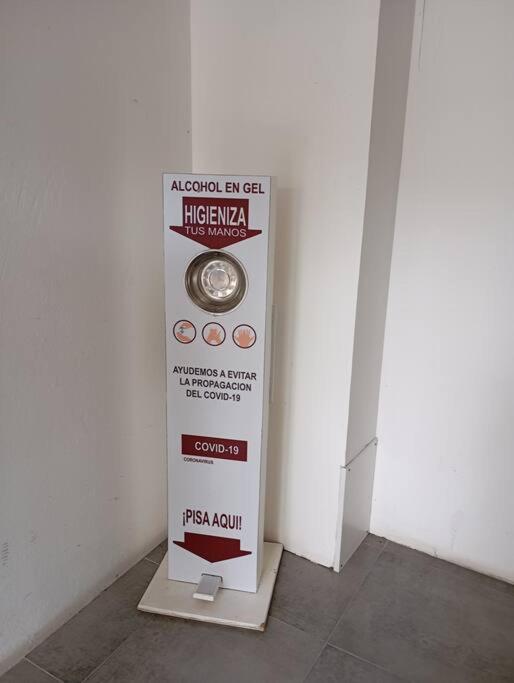 ALCOHOL EN GEL
HIGIENIZA
TUS MANOS
AYUDEMOS A EVITAR
LA PROPAGACION
DEL COVID-19
COVID-19
CORONAVIRUS
¡PISA AQUI!